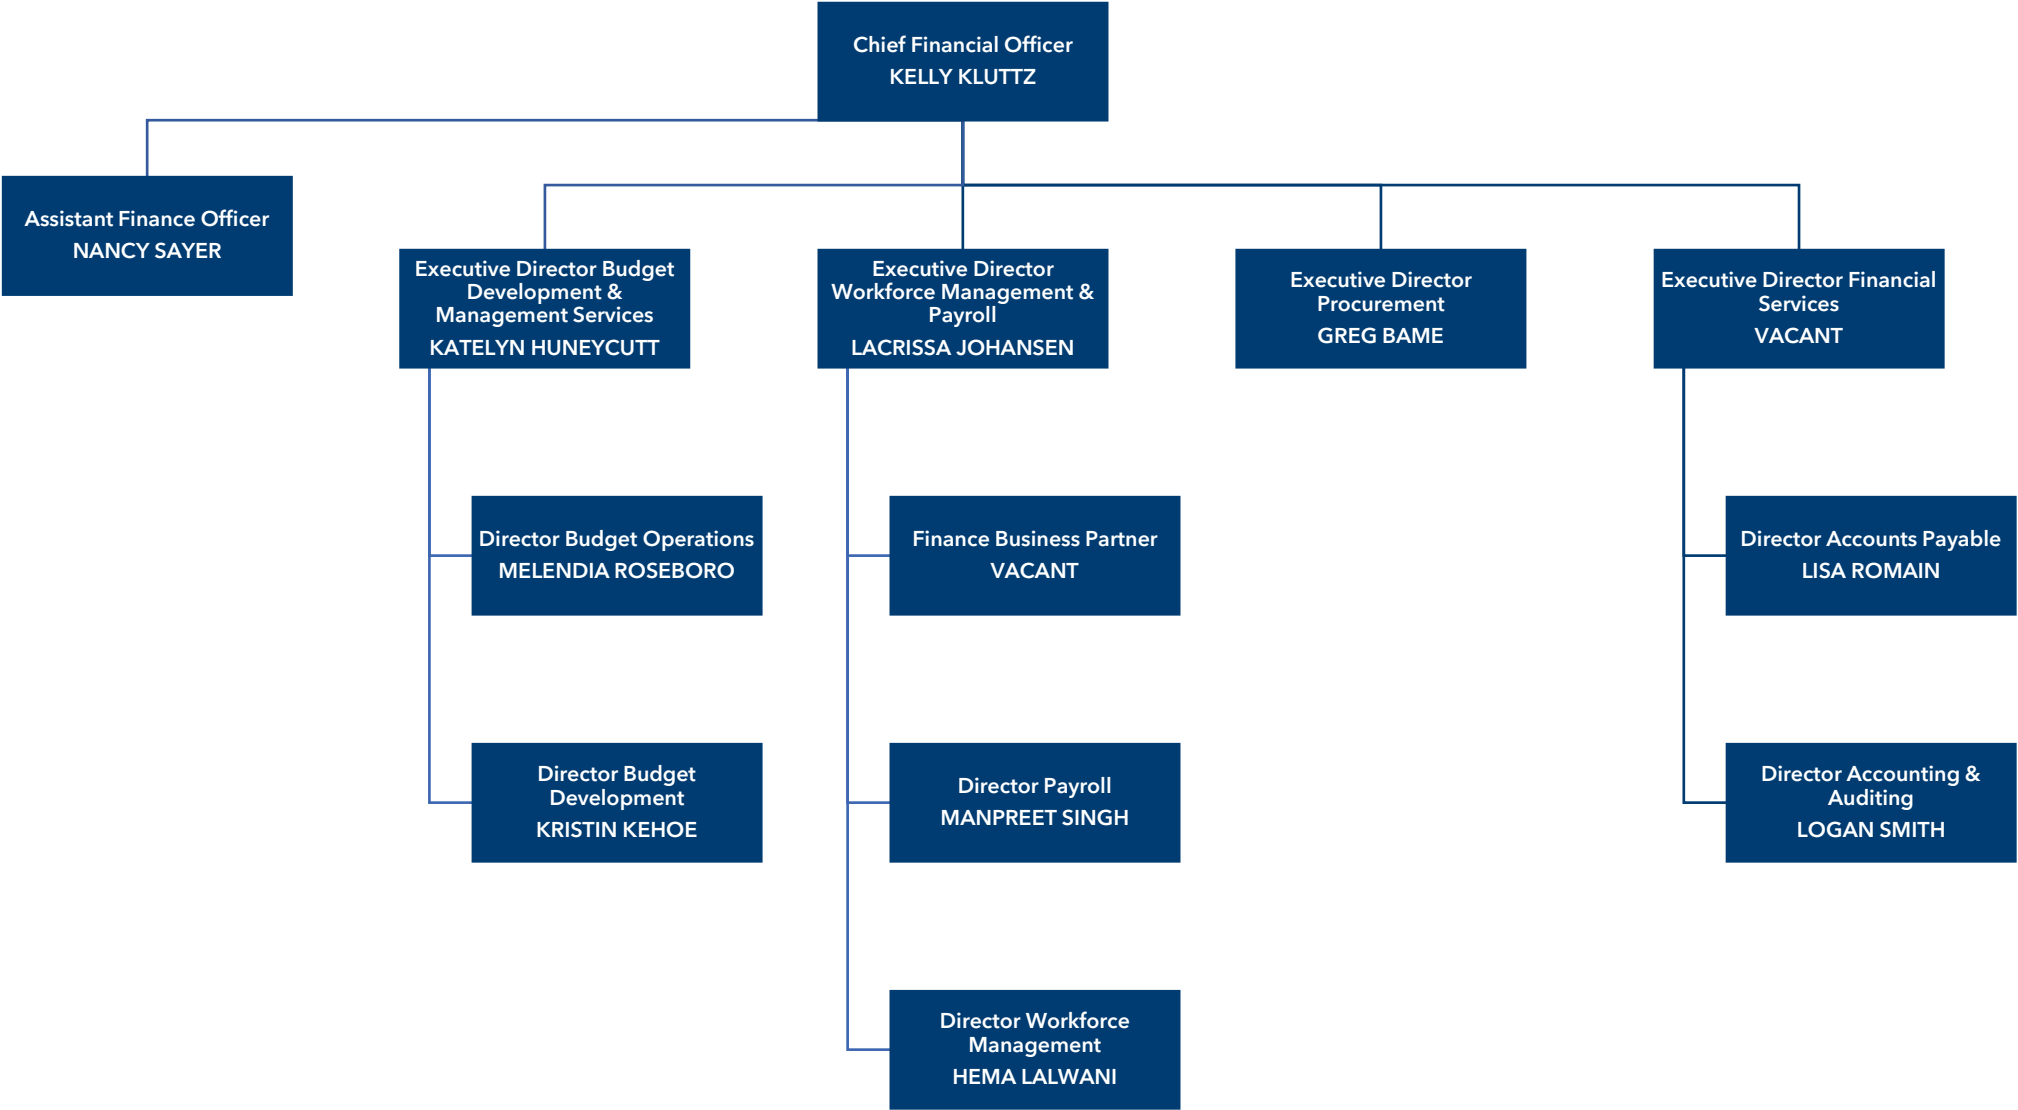 Chief Financial Officer
KELLY KLUTTZ
Assistant Finance Officer
NANCY SAYER
Executive Director Budget
Development &
Management Services
KATELYN HUNEYCUTT
Executive Director
Workforce Management &
Payroll
LACRISSA JOHANSEN
Executive Director
Procurement
GREG BAME
Executive Director Financial
Services
VACANT
Director Budget Operations
MELENDIA ROSEBORO
Finance Business Partner
VACANT
Director Accounts Payable
LISA ROMAIN
Director Budget
Development
KRISTIN KEHOE
Director Payroll
MANPREET SINGH
Director Accounting &
Auditing
LOGAN SMITH
Director Workforce
Management
HEMA LALWANI